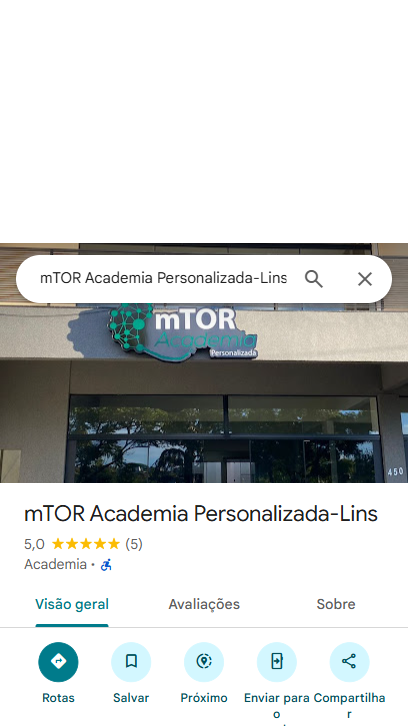 mTOR Academia Personalizada-Lins
mTOR
Academia
Personalizada
450
mTOR Academia Personalizada-Lins
5,0 (5)
Academia ·
Visão geral
Avaliações
Sobre
Rotas
Salvar
Próximo
Enviar para
o
Compartilha
r